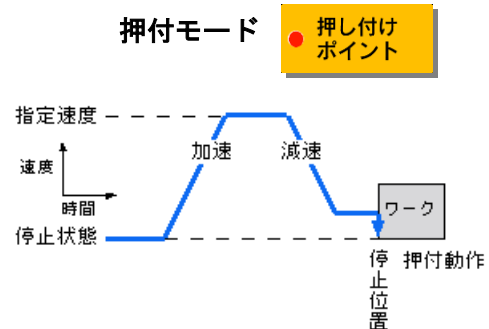 押付モード
押し付け
ポイント
指定速度
加速
減速
速度
時間
ワーク
停止状態
停止位置
押付動作